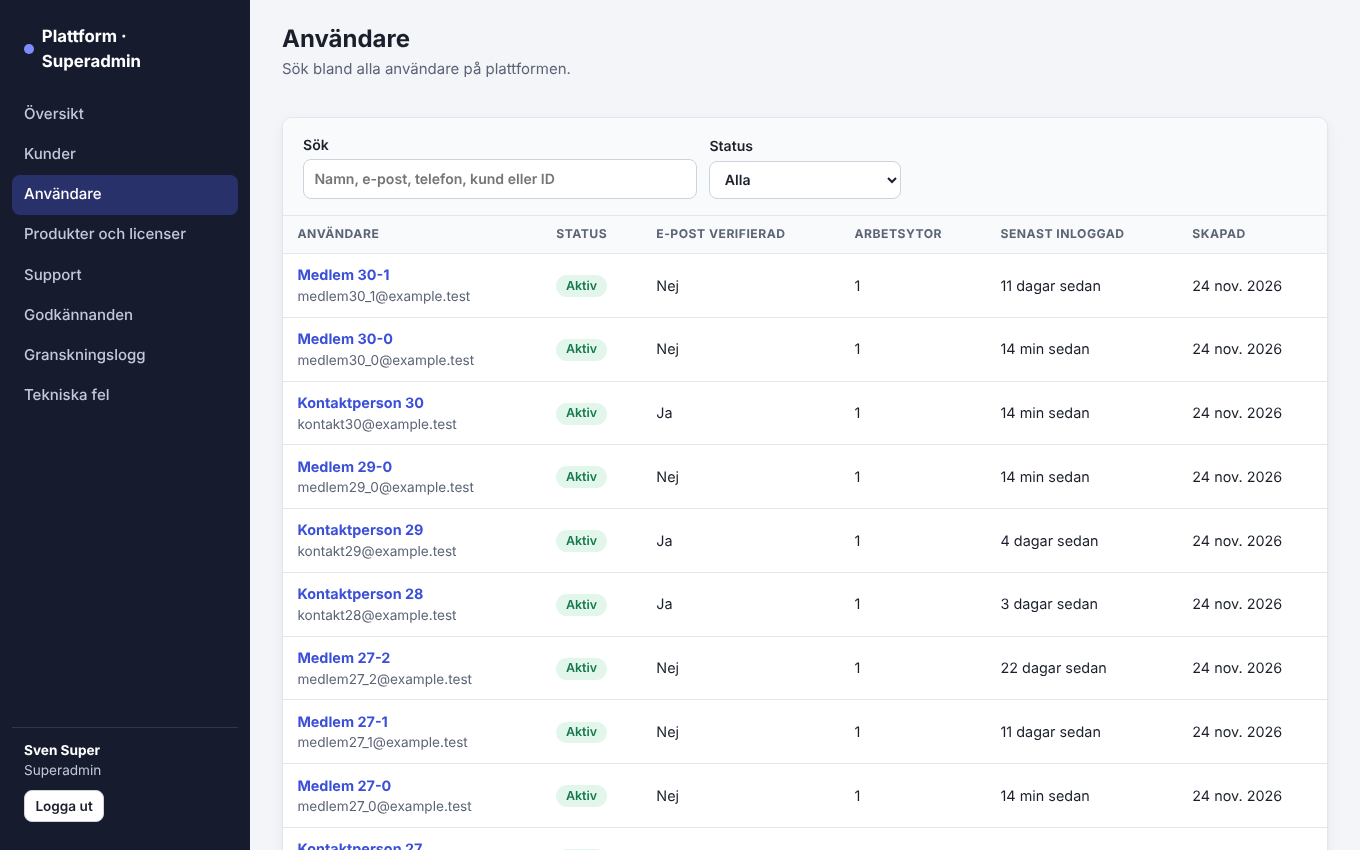 Plattform ·
Superadmin
Översikt
Kunder
Användare
Produkter och licenser
Support
Godkännanden
Granskningslogg
Tekniska fel
Sven Super
Superadmin
Logga ut
Användare
Sök bland alla användare på plattformen.
Sök
Status
Namn, e-post, telefon, kund eller ID
Alla
ANVÄNDARE STATUS E-POST VERIFIERAD ARBETSYTOR SENAST INLOGGAD SKAPAD
Medlem 30-1
medlem30_1@example.test
Aktiv Nej 1 11 dagar sedan 24 nov. 2026
Medlem 30-0
medlem30_0@example.test
Aktiv Nej 1 14 min sedan 24 nov. 2026
Kontaktperson 30
kontakt30@example.test
Aktiv Ja 1 14 min sedan 24 nov. 2026
Medlem 29-0
medlem29_0@example.test
Aktiv Nej 1 14 min sedan 24 nov. 2026
Kontaktperson 29
kontakt29@example.test
Aktiv Ja 1 4 dagar sedan 24 nov. 2026
Kontaktperson 28
kontakt28@example.test
Aktiv Ja 1 3 dagar sedan 24 nov. 2026
Medlem 27-2
medlem27_2@example.test
Aktiv Nej 1 22 dagar sedan 24 nov. 2026
Medlem 27-1
medlem27_1@example.test
Aktiv Nej 1 11 dagar sedan 24 nov. 2026
Medlem 27-0
medlem27_0@example.test
Aktiv Nej 1 14 min sedan 24 nov. 2026
Kontaktperson 27